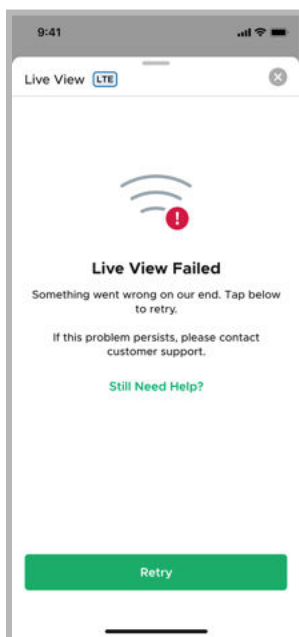 9:41
Live View LTE
Live View Failed
Something went wrong on our end. Tap below
to retry.
If this problem persists, please contact
customer support.
Still Need Help?
Retry